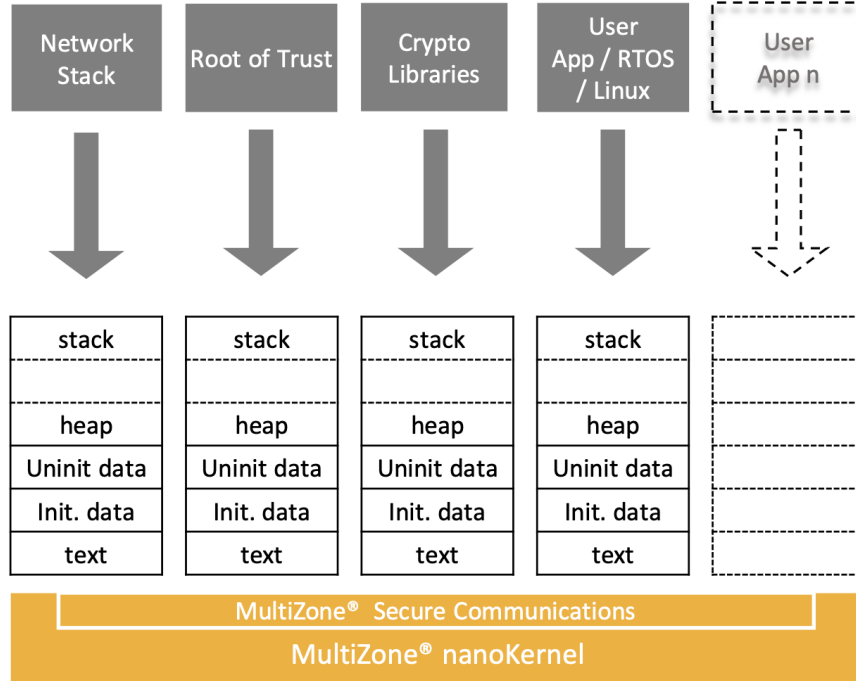 Network
Stack
Root of Trust
Crypto
Libraries
User
App / RTOS
/ Linux
User
App n
stack
heap
Uninit data
Init. data
text
stack
heap
Uninit data
Init. data
text
stack
heap
Uninit data
Init. data
text
stack
heap
Uninit data
Init. data
text
MultiZone® Secure Communications
MultiZone® nanoKernel